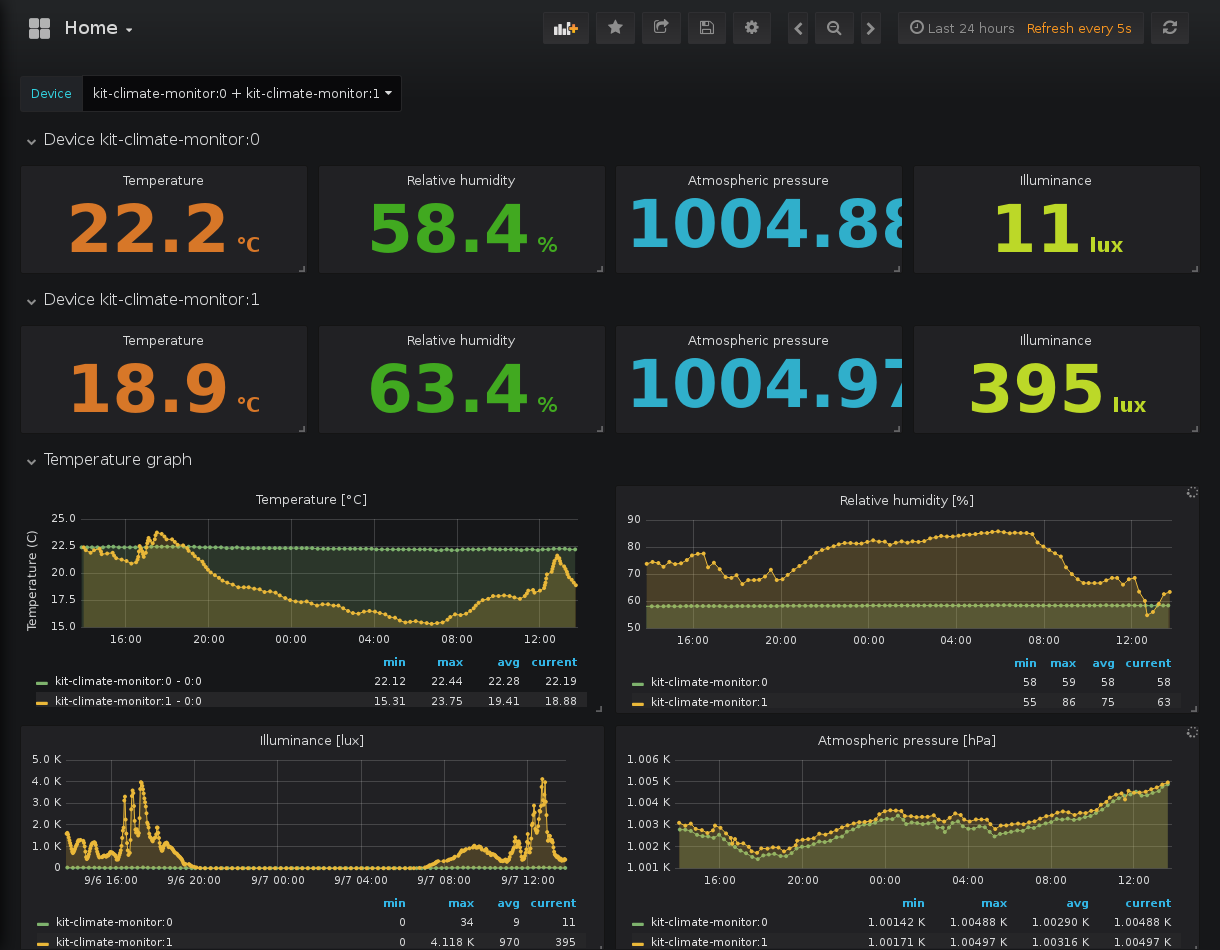 Home
Last 24 hours Refresh every 5s
Device kit-climate-monitor:0 + kit-climate-monitor:1
Device kit-climate-monitor:0
Temperature Relative humidity Atmospheric pressure Illuminance
22.2 °C 58.4 % 1004.88 11 lux
Device kit-climate-monitor:1
Temperature Relative humidity Atmospheric pressure Illuminance
18.9 °C 63.4 % 1004.97 395 lux
Temperature graph
Temperature [°C]
Temperature (C)
25.0
22.5
20.0
17.5
15.0
16:00 20:00 00:00 04:00 08:00 12:00
min max avg current
kit-climate-monitor:0 - 0:0 22.12 22.44 22.28 22.19
kit-climate-monitor:1 - 0:0 15.31 23.75 19.41 18.88
Relative humidity [%]
90
80
70
60
50
16:00 20:00 00:00 04:00 08:00 12:00
min max avg current
kit-climate-monitor:0 58 59 58 58
kit-climate-monitor:1 55 86 75 63
Illuminance [lux]
5.0 K
4.0 K
3.0 K
2.0 K
1.0 K
0
9/6 16:00 9/6 20:00 9/7 00:00 9/7 04:00 9/7 08:00 9/7 12:00
min max avg current
kit-climate-monitor:0 0 34 9 11
kit-climate-monitor:1 0 4.118 K 970 395
Atmospheric pressure [hPa]
1.006 K
1.005 K
1.004 K
1.003 K
1.002 K
1.001 K
16:00 20:00 00:00 04:00 08:00 12:00
min max avg current
kit-climate-monitor:0 1.00142 K 1.00488 K 1.00290 K 1.00488 K
kit-climate-monitor:1 1.00171 K 1.00497 K 1.00316 K 1.00497 K